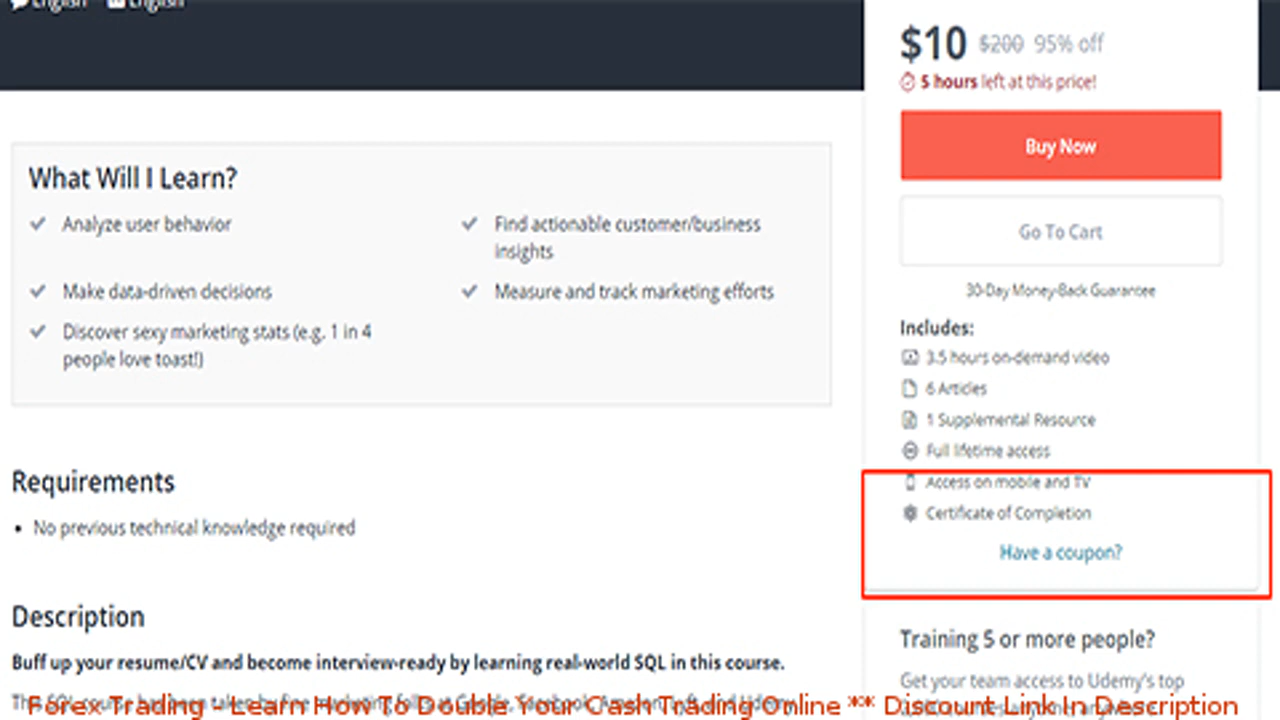 English English
$10 $200 95% off
5 hours left at this price!
Buy Now
Go To Cart
30-Day Money-Back Guarantee
Includes:
3.5 hours on-demand video
6 Articles
1 Supplemental Resource
Full lifetime access
Access on mobile and TV
Certificate of Completion
Have a coupon?
Training 5 or more people?
Get your team access to Udemy's top
What Will I Learn?
Analyze user behavior
Find actionable customer/business
insights
Make data-driven decisions
Measure and track marketing efforts
Discover sexy marketing stats (e.g. 1 in 4
people love toast!)
Requirements
• No previous technical knowledge required
Description
Buff up your resume/CV and become interview-ready by learning real-world SQL in this course.
Forex Trading - Learn How To Double Your Cash Trading Online ** Discount Link In Description